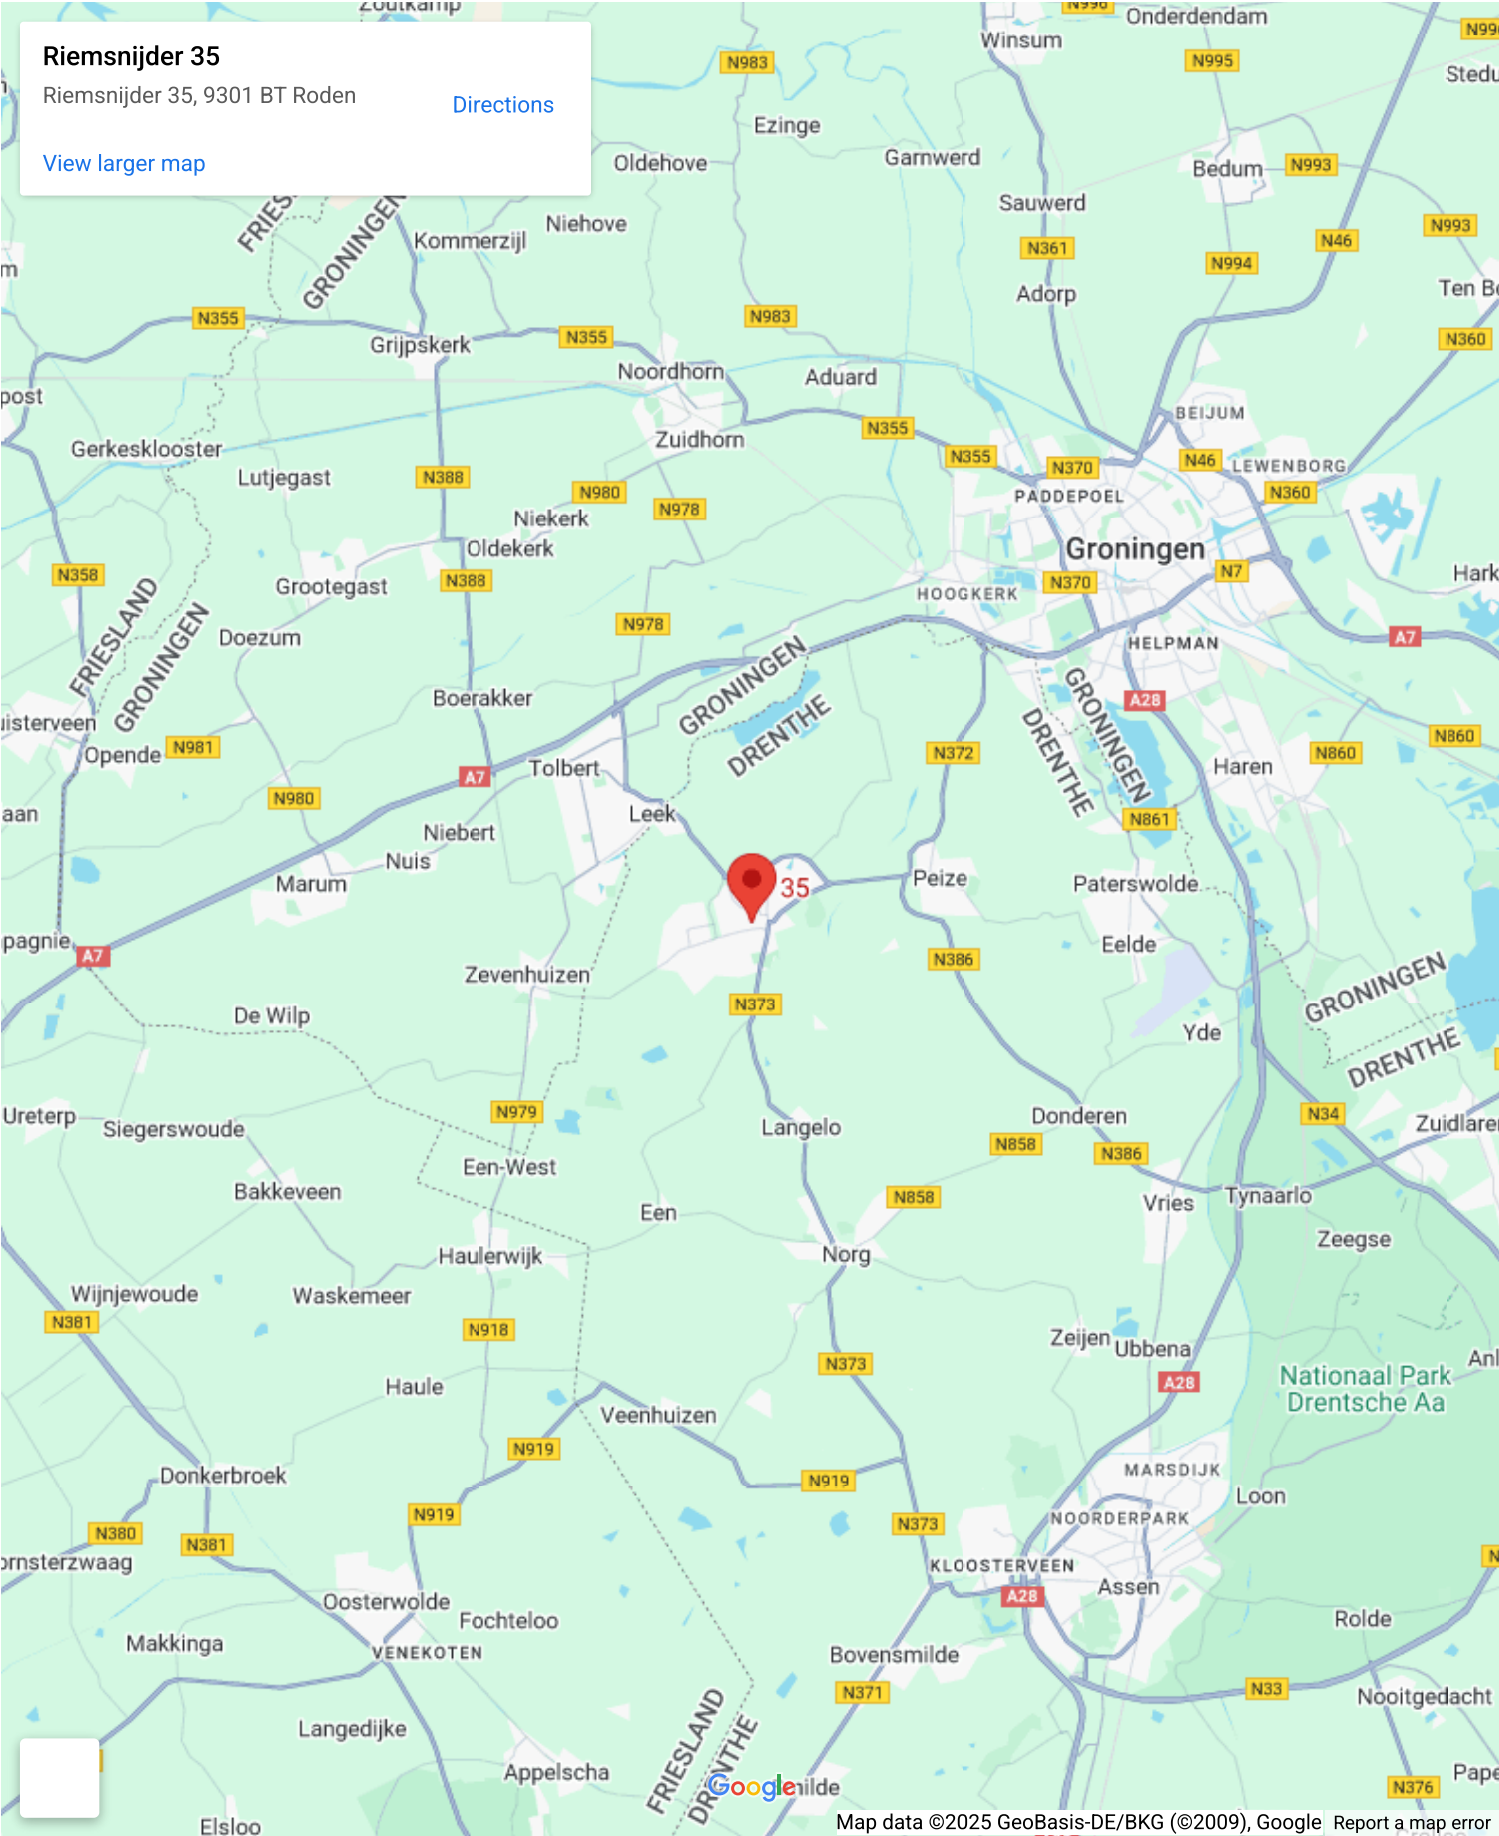 Zoutkamp
N996
Onderdendam
Riemsnijder 35
Riemsnijder 35, 9301 BT Roden
Directions
View larger map
Winsum
N983
N995
Ezinge
Oldehove
Garnwerd
Bedum
N993
Sauwerd
FRIES
GRONINGEN
Niehove
Kommerzijl
N361
N46
N993
N994
Adorp
N355
N983
Grijpskerk
N355
N360
Noordhorn
Aduard
post
BEIJUM
N355
Zuidhorn
Gerkesklooster
N355
N370
N46
LEWENBORG
Lutjegast
N388
N980
N360
PADDEPOEL
N978
Niekerk
Oldekerk
Groningen
N358
N388
N370
N7
Grootegast
HOOGKERK
N978
Doezum
FRIESLAND
GRONINGEN
A7
HELPMAN
Boerakker
GRONINGEN
DRENTHE
A28
GRONINGEN
DRENTHE
uisterveen
N981
Opende
N372
N860
N860
Tolbert
A7
Haren
N980
aan
Leek
N861
Niebert
Nuis
Marum
35
Peize
Paterswolde
pagnie
A7
Eelde
N386
Zevenhuizen
GRONINGEN
N373
De Wilp
Yde
DRENTHE
N979
Ureterp
Siegerswoude
Langelo
Donderen
N34
N858
N386
Zuidlare
Een-West
Bakkeveen
N858
Vries
Tynaarlo
Een
Zeegse
Haulerwijk
Norg
Wijnjewoude
Waskemeer
N381
N918
Zeijen
Ubbena
N373
A28
Nationaal Park
Drentsche Aa
Haule
Veenhuizen
N919
Donkerbroek
N919
MARSDIJK
Loon
N919
N373
NOORDERPARK
N380
N381
ornsterzwaag
KLOOSTERVEEN
Assen
A28
Oosterwolde
Fochteloo
Rolde
Makkinga
VENEKOTEN
Bovensmilde
N371
N33
Nooitgedacht
FRIESLAND
DRENTHE
Langedijke
Appelscha
Google
N376
Elsloo
Map data ©2025 GeoBasis-DE/BKG (©2009), Google
Report a map error